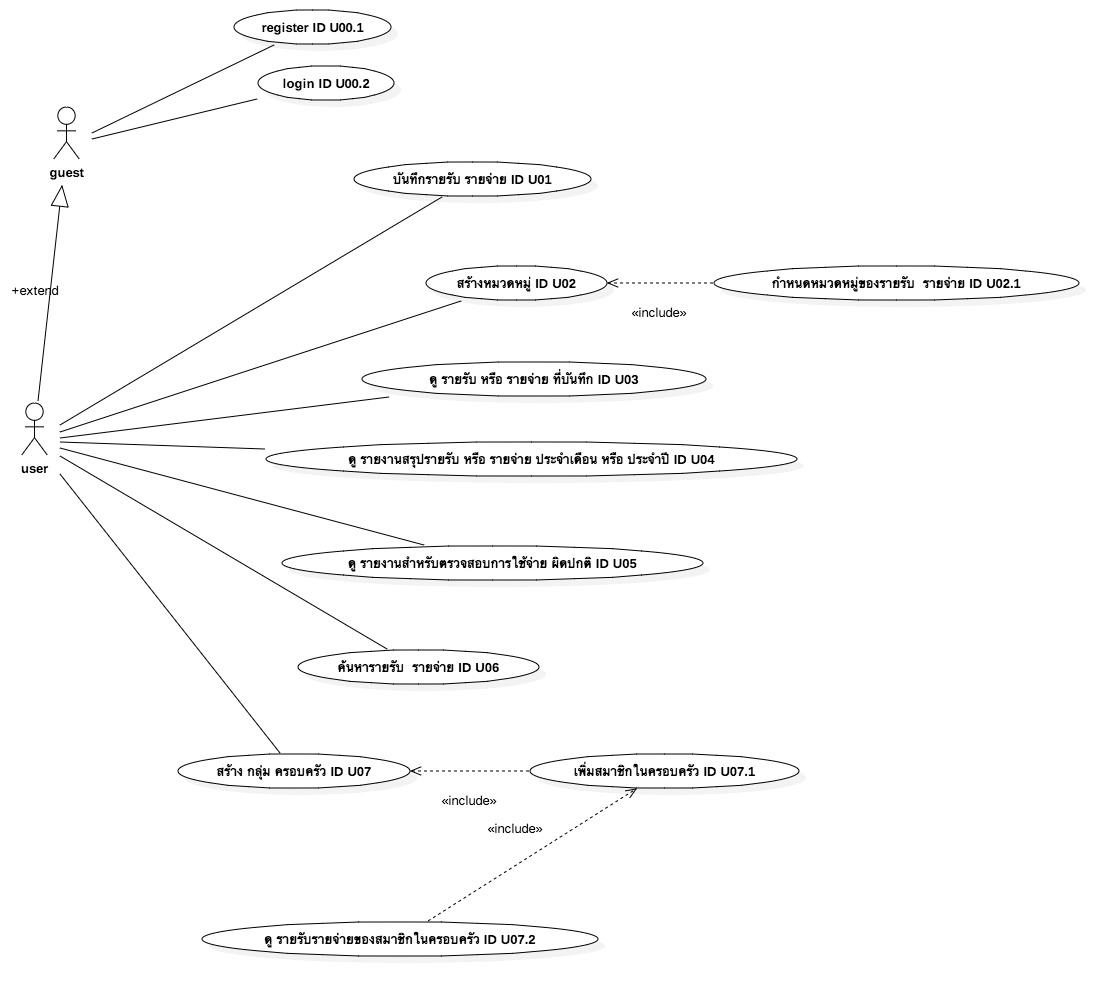 register ID U00.1
login ID U00.2
guest
บันทึกรายรับ รายจ่าย ID U01
+extend
สร้างหมวดหมู่ ID U02
กำหนดหมวดหมู่ของรายรับ  รายจ่าย ID U02.1
«include»
ดู รายรับ หรือ รายจ่าย ที่บันทึก ID U03
user
ดู รายงานสรุปรายรับ หรือ รายจ่าย ประจำเดือน หรือ ประจำปี ID U04
ดู รายงานสำหรับตรวจสอบการใช้จ่าย ผิดปกติ ID U05
ค้นหารายรับ  รายจ่าย ID U06
สร้าง กลุ่ม ครอบครัว ID U07
เพิ่มสมาชิกในครอบครัว ID U07.1
«include»
«include»
ดู รายรับรายจ่ายของสมาชิกในครอบครัว ID U07.2